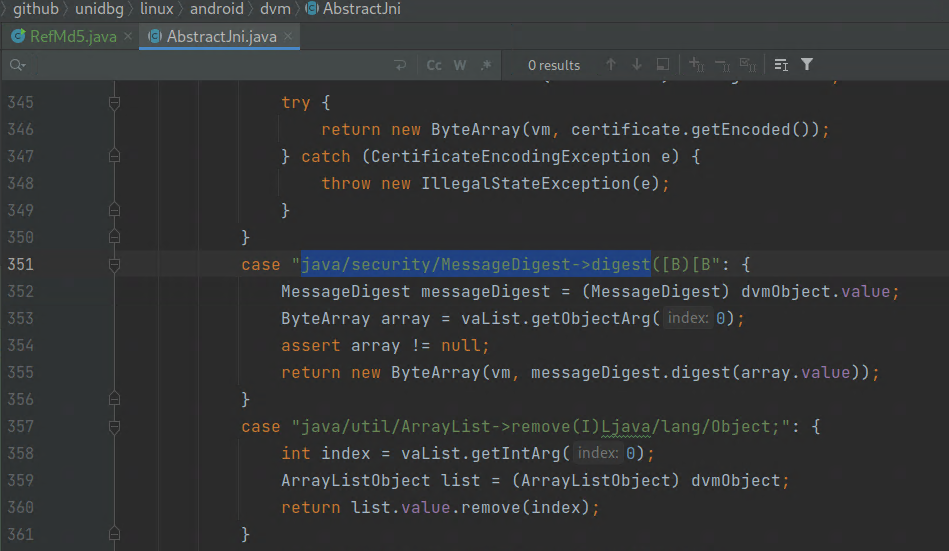 github unidbg linux android dvm AbstractJni
RefMd5.java AbstractJni.java
Cc W .* 0 results
345 try {
346 return new ByteArray(vm, certificate.getEncoded());
347 } catch (CertificateEncodingException e) {
348 throw new IllegalStateException(e);
349 }
350 }
351 case "java/security/MessageDigest->digest([B)[B": {
352 MessageDigest messageDigest = (MessageDigest) dvmObject.value;
353 ByteArray array = vaList.getObjectArg( index: 0);
354 assert array != null;
355 return new ByteArray(vm, messageDigest.digest(array.value));
356 }
357 case "java/util/ArrayList->remove(I)Ljava/lang/Object;": {
358 int index = vaList.getIntArg( index: 0);
359 ArrayListObject list = (ArrayListObject) dvmObject;
360 return list.value.remove(index);
361 }